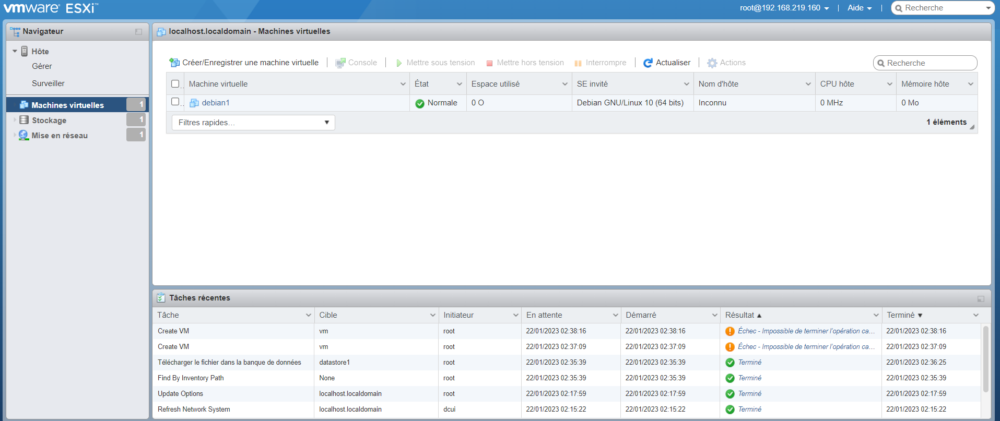 vmware ESXi™
root@192.168.219.160 | Aide | Recherche
Navigateur
Hôte
Gérer
Surveiller
Machines virtuelles 1
Stockage 1
Mise en réseau 1
localhost.localdomain - Machines virtuelles
Créer/Enregistrer une machine virtuelle | Console | Mettre sous tension Mettre hors tension Interrompre | Actualiser | Actions Recherche
Machine virtuelle État Espace utilisé SE invité Nom d'hôte CPU hôte Mémoire hôte
debian1 Normale 0 O Debian GNU/Linux 10 (64 bits) Inconnu 0 MHz 0 Mo
Filtres rapides... 1 éléments
Tâches récentes
Tâche Cible Initiateur En attente Démarré Résultat Terminé
Create VM vm root 22/01/2023 02:38:16 22/01/2023 02:38:16 Échec - Impossible de terminer l'opération ca... 22/01/2023 02:38:16
Create VM vm root 22/01/2023 02:37:09 22/01/2023 02:37:09 Échec - Impossible de terminer l'opération ca... 22/01/2023 02:37:09
Télécharger le fichier dans la banque de données datastore1 root 22/01/2023 02:35:39 22/01/2023 02:35:39 Terminé 22/01/2023 02:36:25
Find By Inventory Path None root 22/01/2023 02:35:39 22/01/2023 02:35:39 Terminé 22/01/2023 02:35:39
Update Options localhost.localdomain root 22/01/2023 02:17:59 22/01/2023 02:17:59 Terminé 22/01/2023 02:17:59
Refresh Network System localhost.localdomain dcui 22/01/2023 02:15:22 22/01/2023 02:15:22 Terminé 22/01/2023 02:15:22